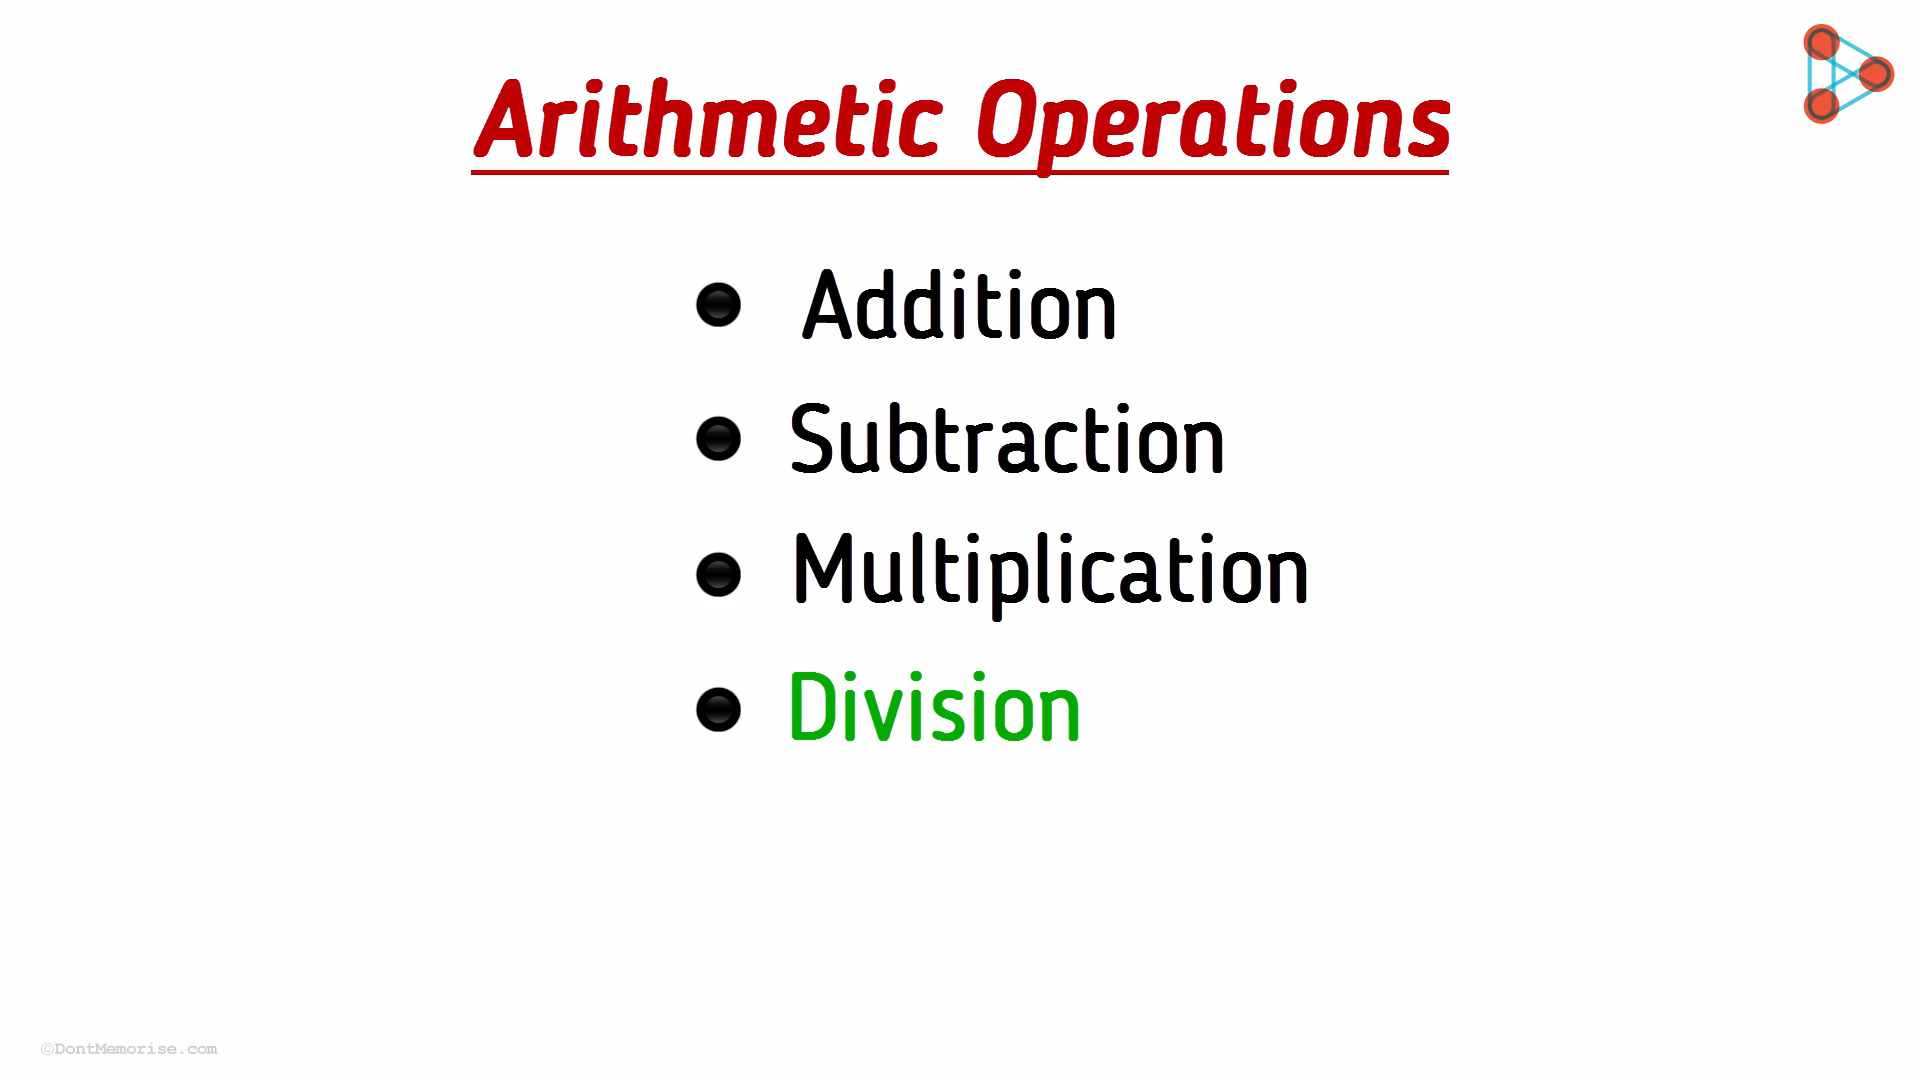 Arithmetic Operations
Addition
Subtraction
Multiplication
Division
©DontMemorise.com